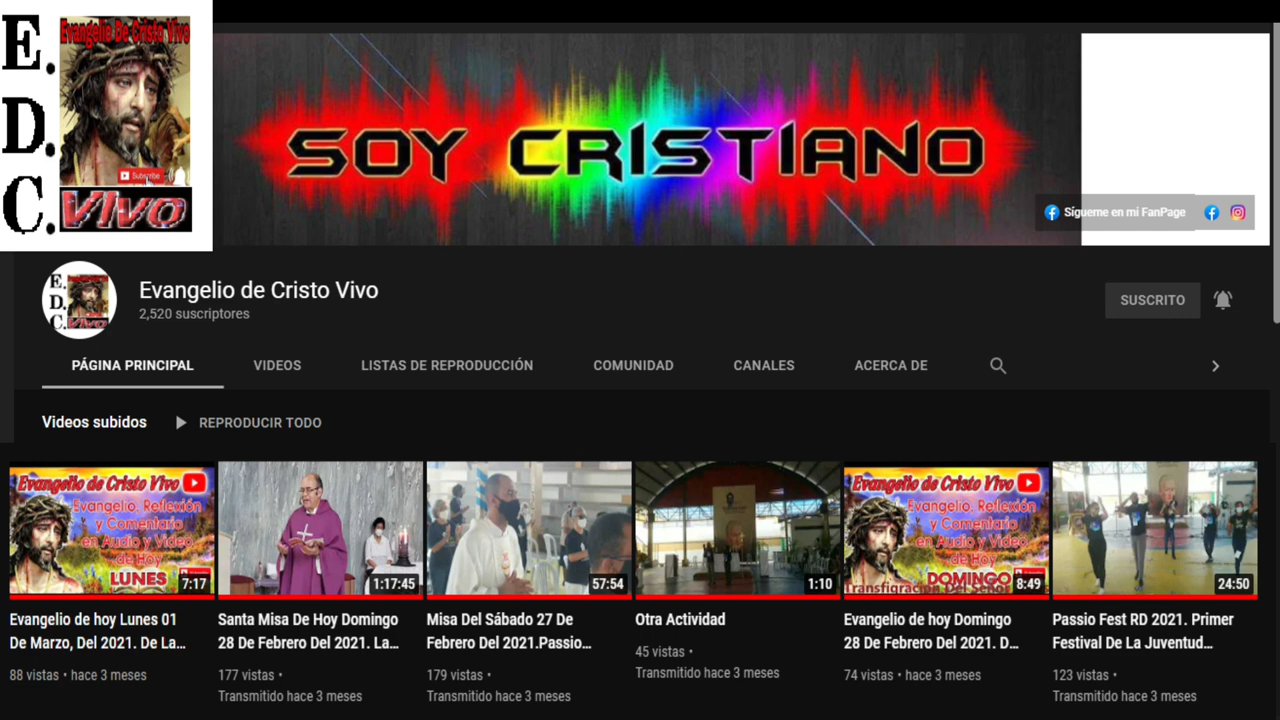 E.
D.
C.
Evangelio De Cristo Vivo
Subscribe
Vivo
SOY CRISTIANO
Sígueme en mi FanPage
Evangelio de Cristo Vivo
2,520 suscriptores
SUSCRITO
PÁGINA PRINCIPAL VIDEOS LISTAS DE REPRODUCCIÓN COMUNIDAD CANALES ACERCA DE
Videos subidos REPRODUCIR TODO
Evangelio de Cristo Vivo
Evangelio, Reflexión
y Comentario
en Audio y Video
de Hoy
LUNES
7:17
Evangelio de hoy Lunes 01
De Marzo, Del 2021. De La...
88 vistas • hace 3 meses
1:17:45
Santa Misa De Hoy Domingo
28 De Febrero Del 2021. La...
177 vistas •
Transmitido hace 3 meses
57:54
Misa Del Sábado 27 De
Febrero Del 2021.Passio...
179 vistas •
Transmitido hace 3 meses
1:10
Otra Actividad
45 vistas •
Transmitido hace 3 meses
Evangelio de Cristo Vivo
Evangelio, Reflexión
y Comentario
en Audio y Video
de Hoy
DOMINGO
Transfigracion Del Señor
8:49
Evangelio de hoy Domingo
28 De Febrero Del 2021. D...
74 vistas • hace 3 meses
24:50
Passio Fest RD 2021. Primer
Festival De La Juventud...
123 vistas •
Transmitido hace 3 meses